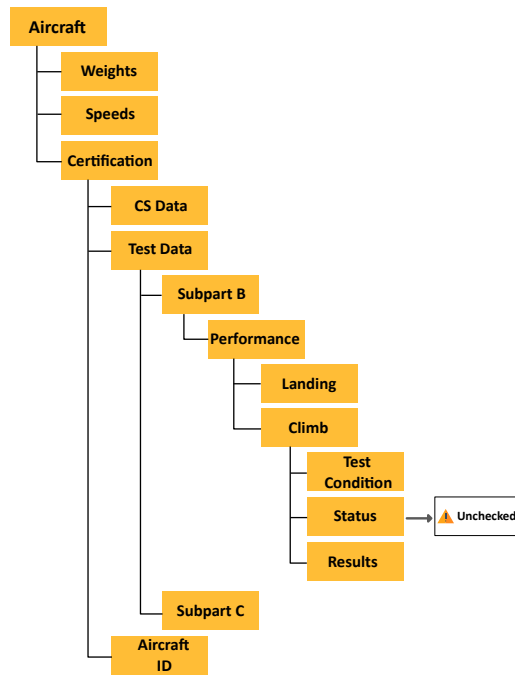 Aircraft
Weights
Speeds
Certification
CS Data
Test Data
Subpart B
Performance
Landing
Climb
Test
Condition
Status
Unchecked
Results
Subpart C
Aircraft
ID